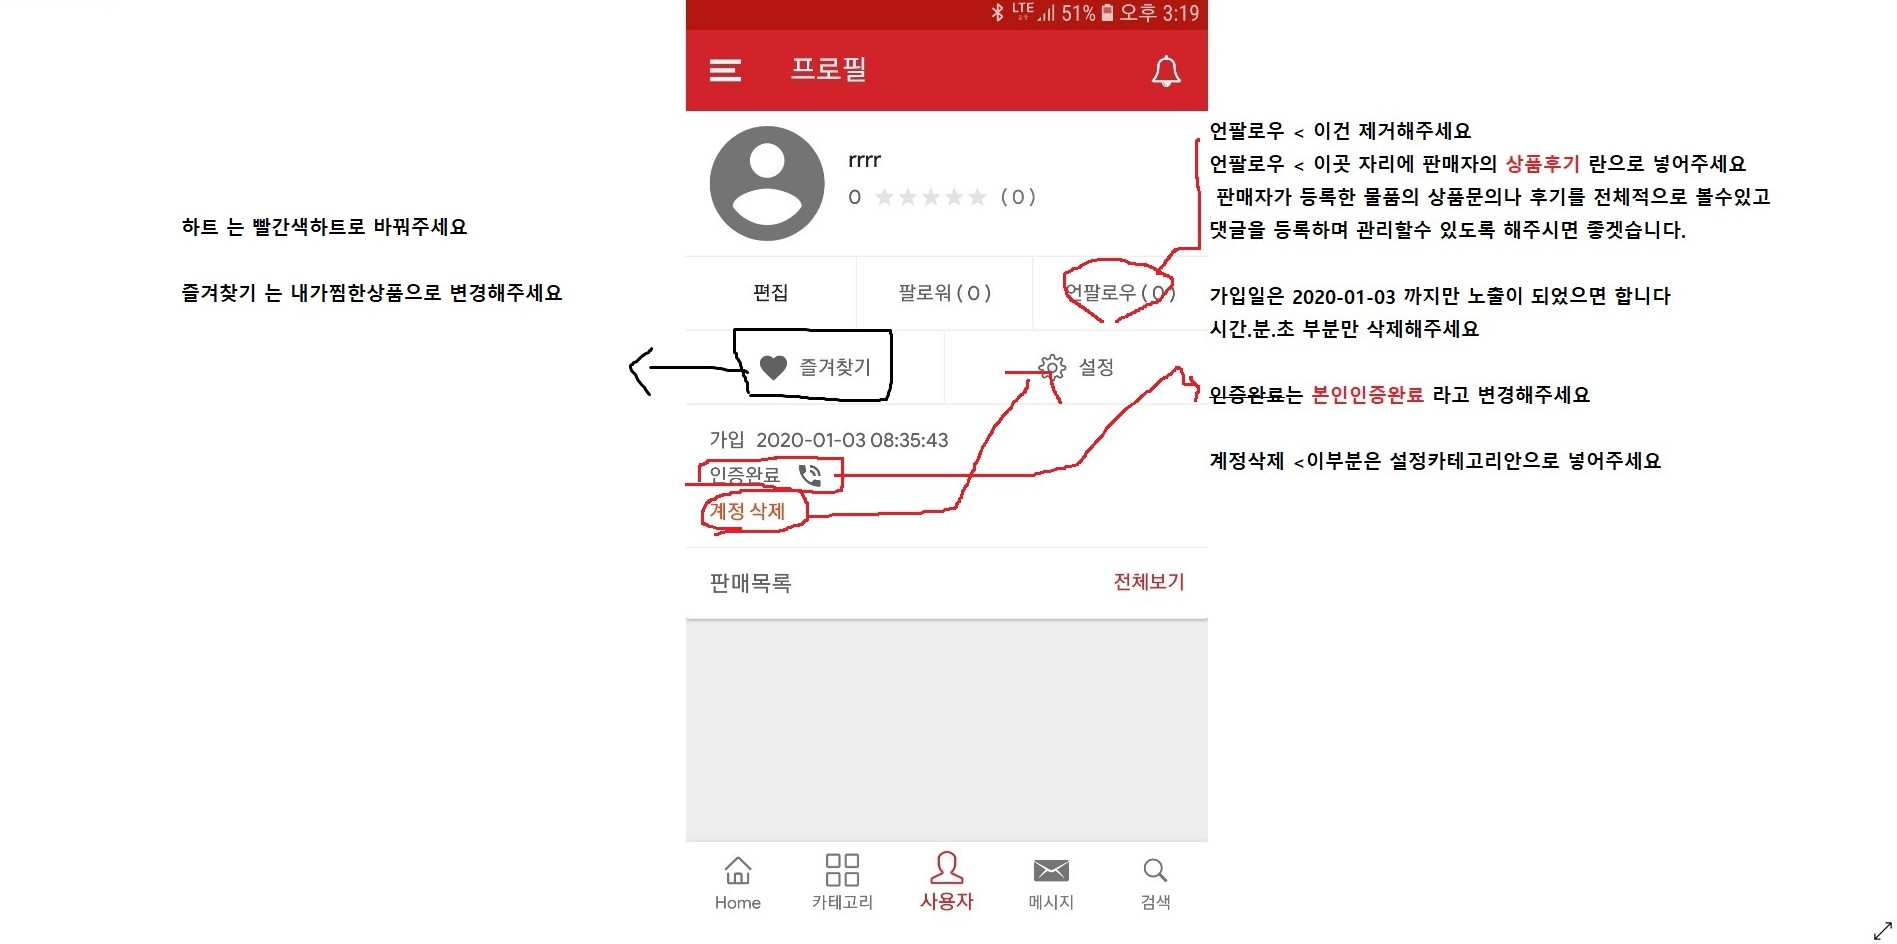 LTE 51% 오후 3:19
프로필
rrrr
0 ( 0 )
편집 팔로워 ( 0 ) 언팔로우 ( 0 )
즐겨찾기 설정
가입 2020-01-03 08:35:43
인증완료
계정 삭제
판매목록 전체보기
Home 카테고리 사용자 메시지 검색
하트 는 빨간색하트로 바꿔주세요
즐겨찾기 는 내가찜한상품으로 변경해주세요
언팔로우 < 이건 제거해주세요
언팔로우 < 이곳 자리에 판매자의 상품후기 란으로 넣어주세요
판매자가 등록한 물품의 상품문의나 후기를 전체적으로 볼수있고
댓글을 등록하며 관리할수 있도록 해주시면 좋겟습니다.
가입일은 2020-01-03 까지만 노출이 되었으면 합니다
시간.분.초 부분만 삭제해주세요
인증완료는 본인인증완료 라고 변경해주세요
계정삭제 <이부분은 설정카테고리안으로 넣어주세요